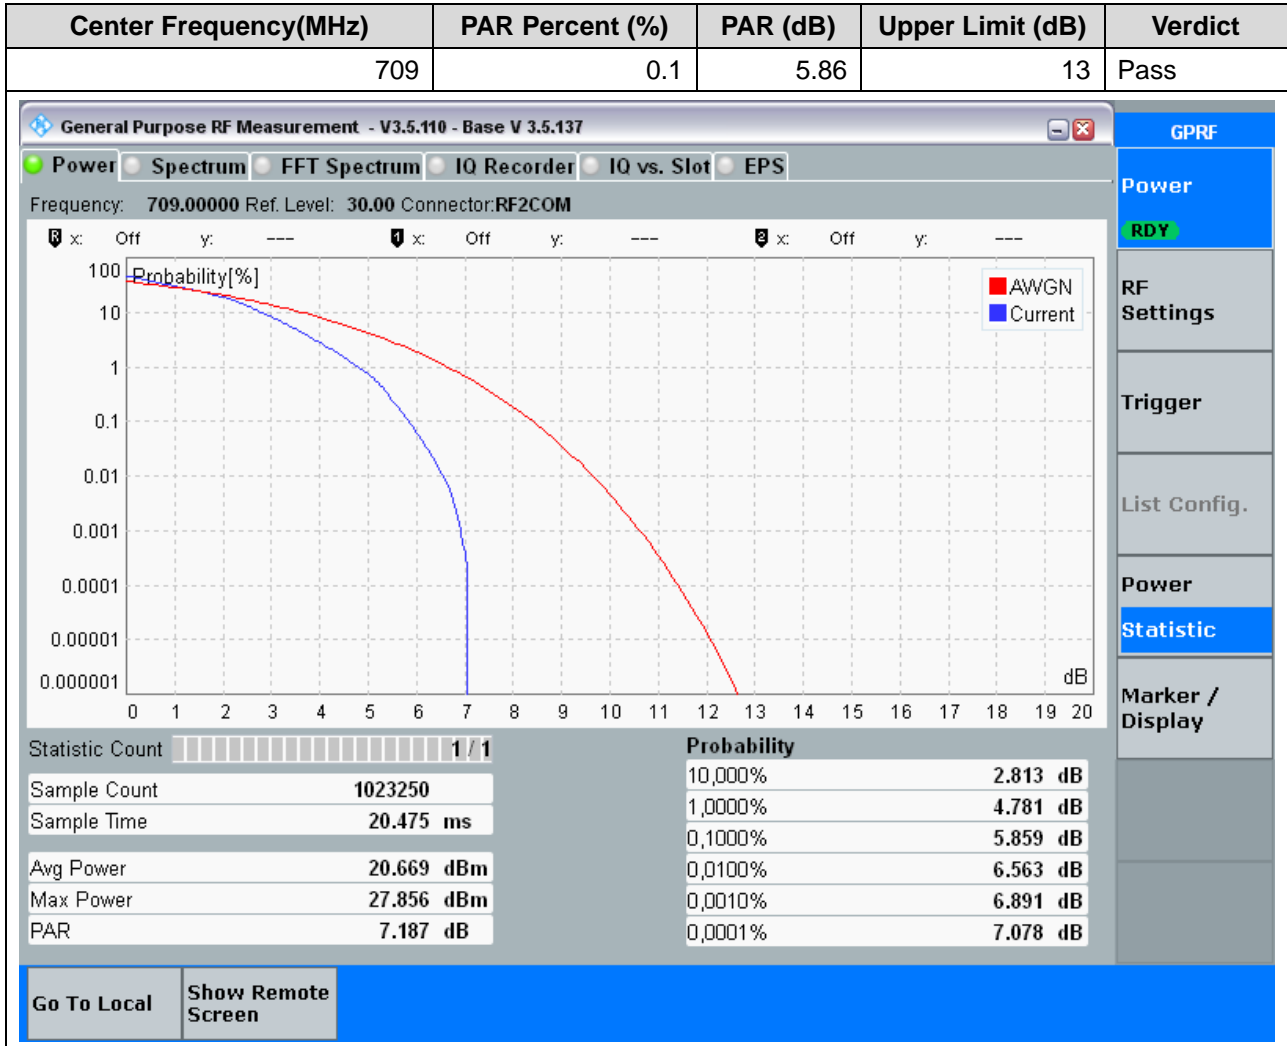 Center Frequency(MHz) PAR Percent (%) PAR (dB) Upper Limit (dB) Verdict
709 0.1 5.86 13 Pass
General Purpose RF Measurement - V3.5.110 - Base V 3.5.137
GPRF
Power Spectrum FFT Spectrum IQ Recorder IQ vs. Slot EPS
Frequency: 709.00000 Ref. Level: 30.00 Connector:RF2COM
R x: Off y: --- 1 x: Off y: --- 2 x: Off y: ---
Probability[%]
AWGN
Current
100
10
1
0.1
0.01
0.001
0.0001
0.00001
0.000001
dB
0 1 2 3 4 5 6 7 8 9 10 11 12 13 14 15 16 17 18 19 20
Statistic Count 1 / 1
Sample Count 1023250
Sample Time 20.475 ms
Avg Power 20.669 dBm
Max Power 27.856 dBm
PAR 7.187 dB
Probability
10,000% 2.813 dB
1,0000% 4.781 dB
0,1000% 5.859 dB
0,0100% 6.563 dB
0,0010% 6.891 dB
0,0001% 7.078 dB
Power
RDY
RF
Settings
Trigger
List Config.
Power
Statistic
Marker /
Display
Go To Local
Show Remote
Screen